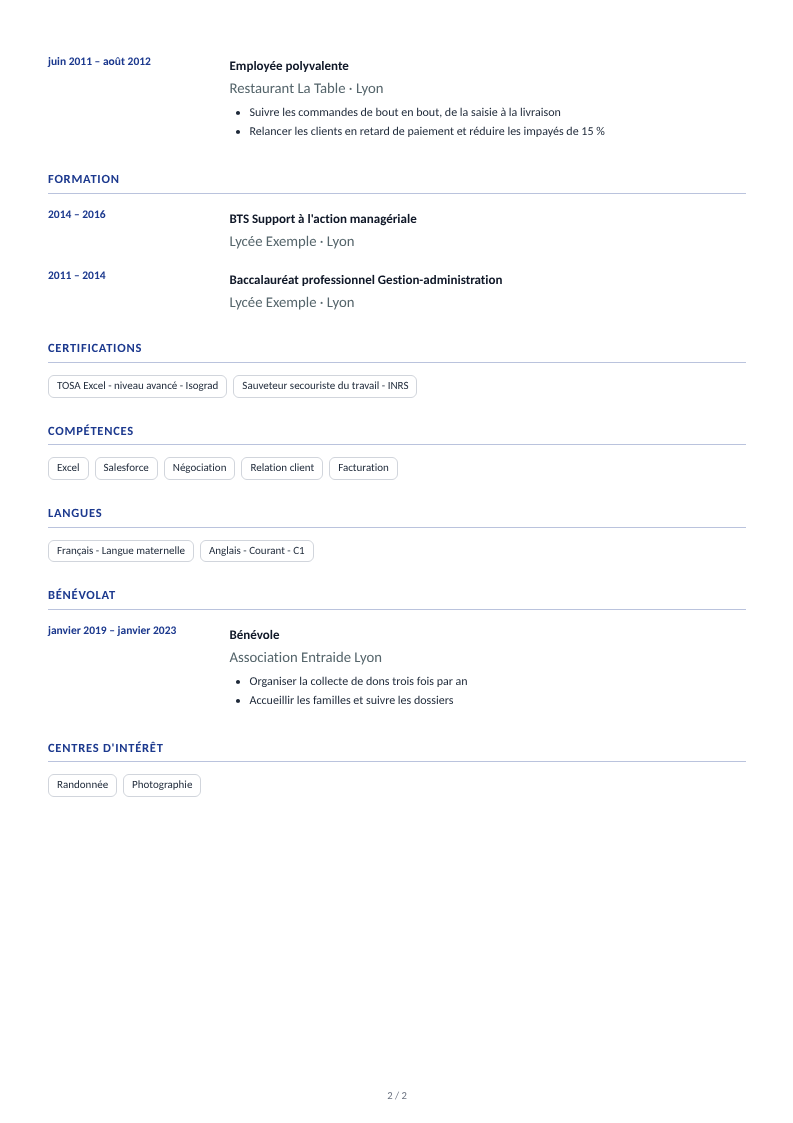 juin 2011 – août 2012
Employée polyvalente
Restaurant La Table · Lyon
• Suivre les commandes de bout en bout, de la saisie à la livraison
• Relancer les clients en retard de paiement et réduire les impayés de 15 %
FORMATION
2014 – 2016
BTS Support à l'action managériale
Lycée Exemple · Lyon
2011 – 2014
Baccalauréat professionnel Gestion-administration
Lycée Exemple · Lyon
CERTIFICATIONS
TOSA Excel - niveau avancé - Isograd Sauveteur secouriste du travail - INRS
COMPÉTENCES
Excel Salesforce Négociation Relation client Facturation
LANGUES
Français - Langue maternelle Anglais - Courant - C1
BÉNÉVOLAT
janvier 2019 – janvier 2023
Bénévole
Association Entraide Lyon
• Organiser la collecte de dons trois fois par an
• Accueillir les familles et suivre les dossiers
CENTRES D'INTÉRÊT
Randonnée Photographie
2 / 2